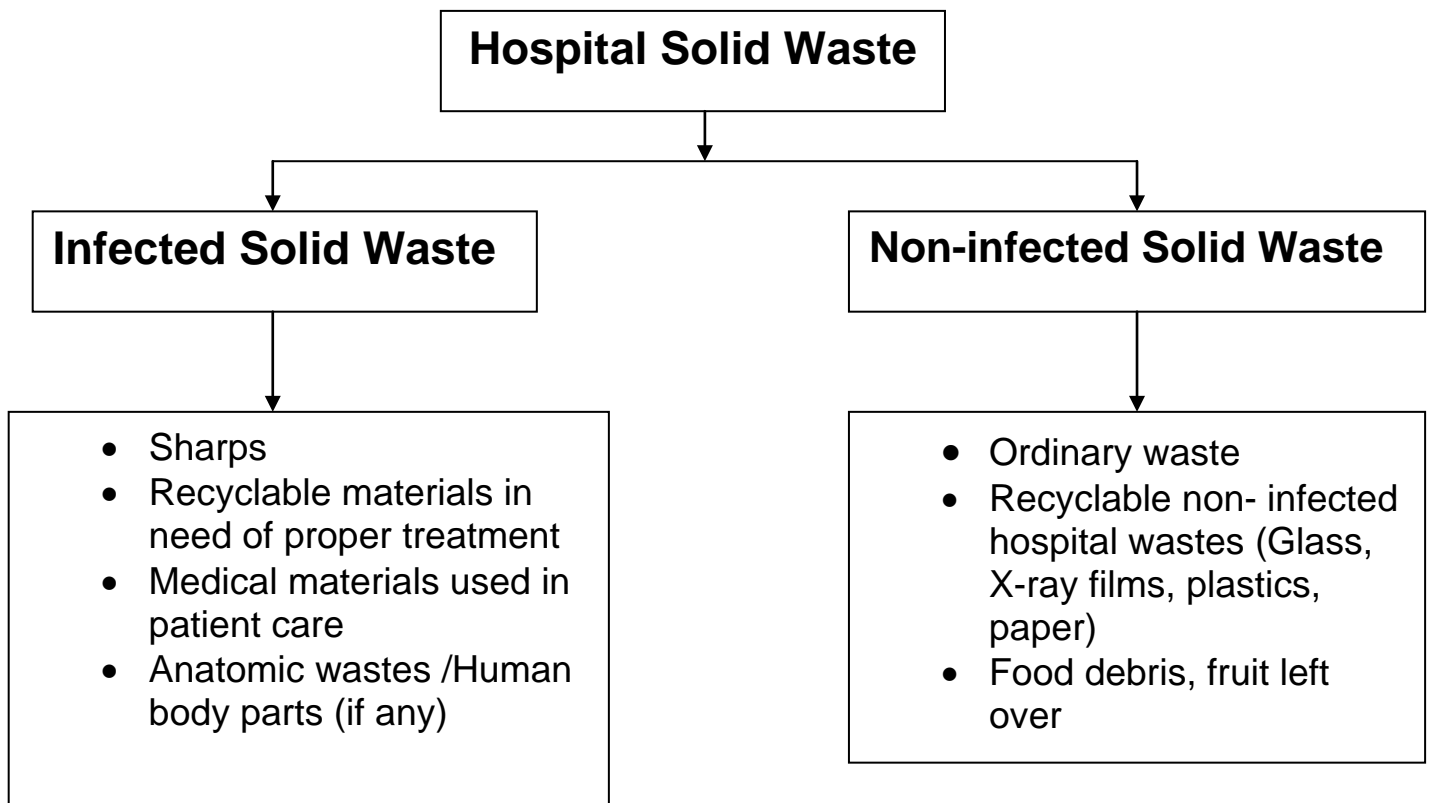 Hospital Solid Waste
Infected Solid Waste
Non-infected Solid Waste
• Sharps
• Recyclable materials in
need of proper treatment
• Medical materials used in
patient care
• Anatomic wastes /Human
body parts (if any)
• Ordinary waste
• Recyclable non- infected
hospital wastes (Glass,
X-ray films, plastics,
paper)
• Food debris, fruit left
over